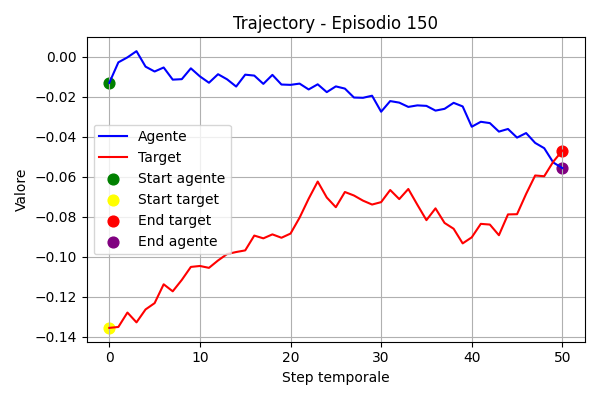 Trajectory - Episodio 150
Valore
0.00
−0.02
−0.04
−0.06
−0.08
−0.10
−0.12
−0.14
Agente
Target
Start agente
Start target
End target
End agente
0
10
20
30
40
50
Step temporale